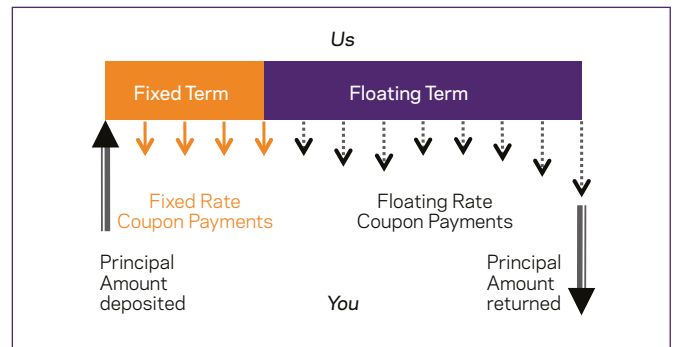 Us
Fixed Term
Floating Term
Fixed Rate
Coupon Payments
Floating Rate
Coupon Payments
Principal
Amount
deposited
You
Principal
Amount
returned